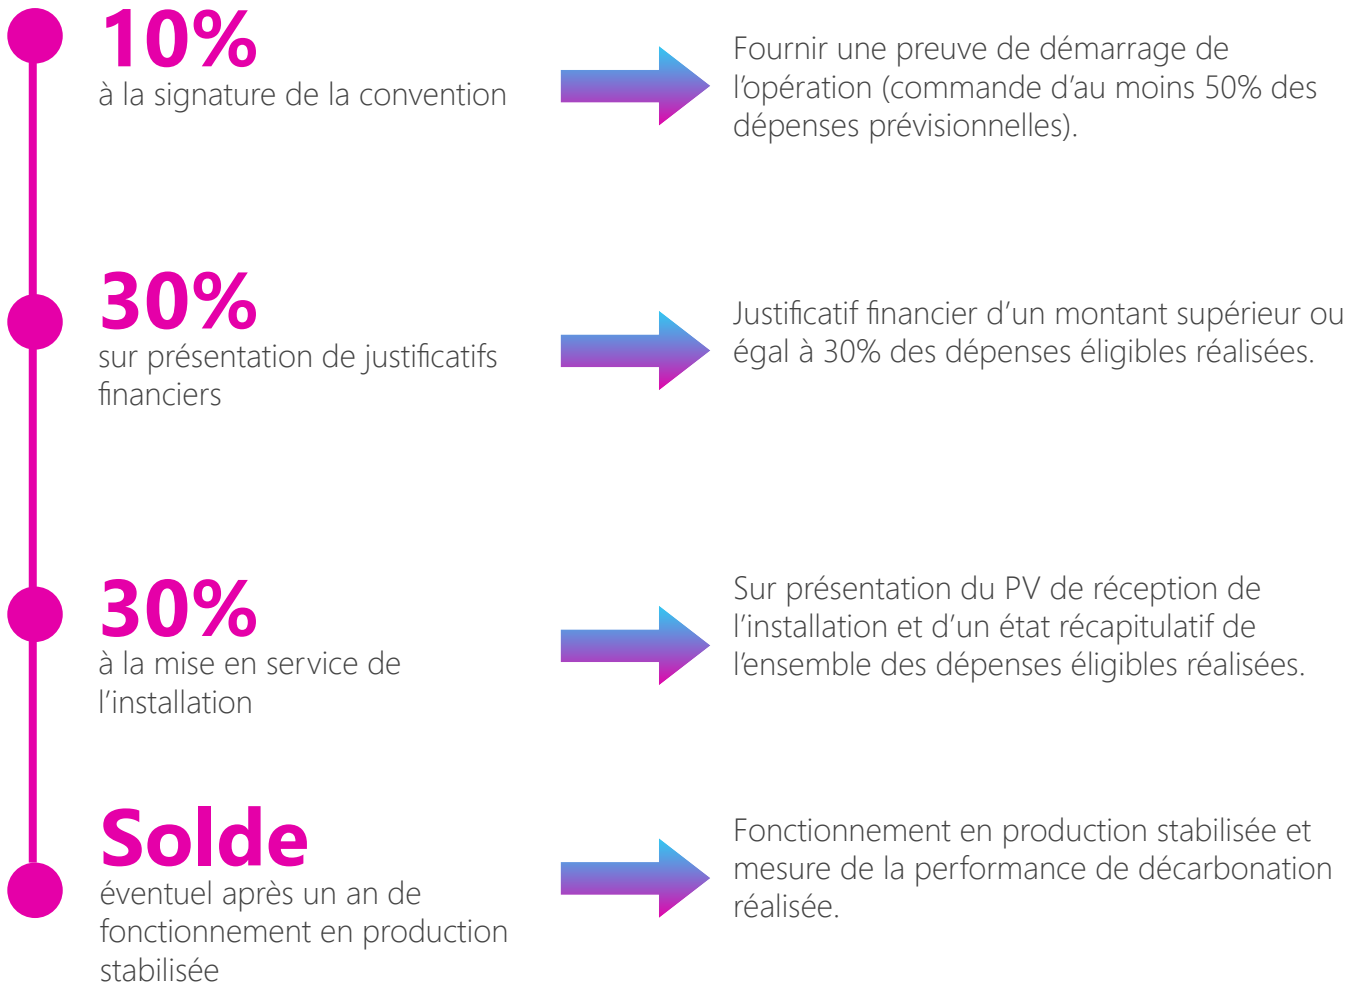 10%
à la signature de la convention
Fournir une preuve de démarrage de
l’opération (commande d’au moins 50% des
dépenses prévisionnelles).
30%
sur présentation de justificatifs
financiers
Justificatif financier d’un montant supérieur ou
égal à 30% des dépenses éligibles réalisées.
30%
à la mise en service de
l’installation
Sur présentation du PV de réception de
l’installation et d’un état récapitulatif de
l’ensemble des dépenses éligibles réalisées.
Solde
éventuel après un an de
fonctionnement en production
stabilisée
Fonctionnement en production stabilisée et
mesure de la performance de décarbonation
réalisée.